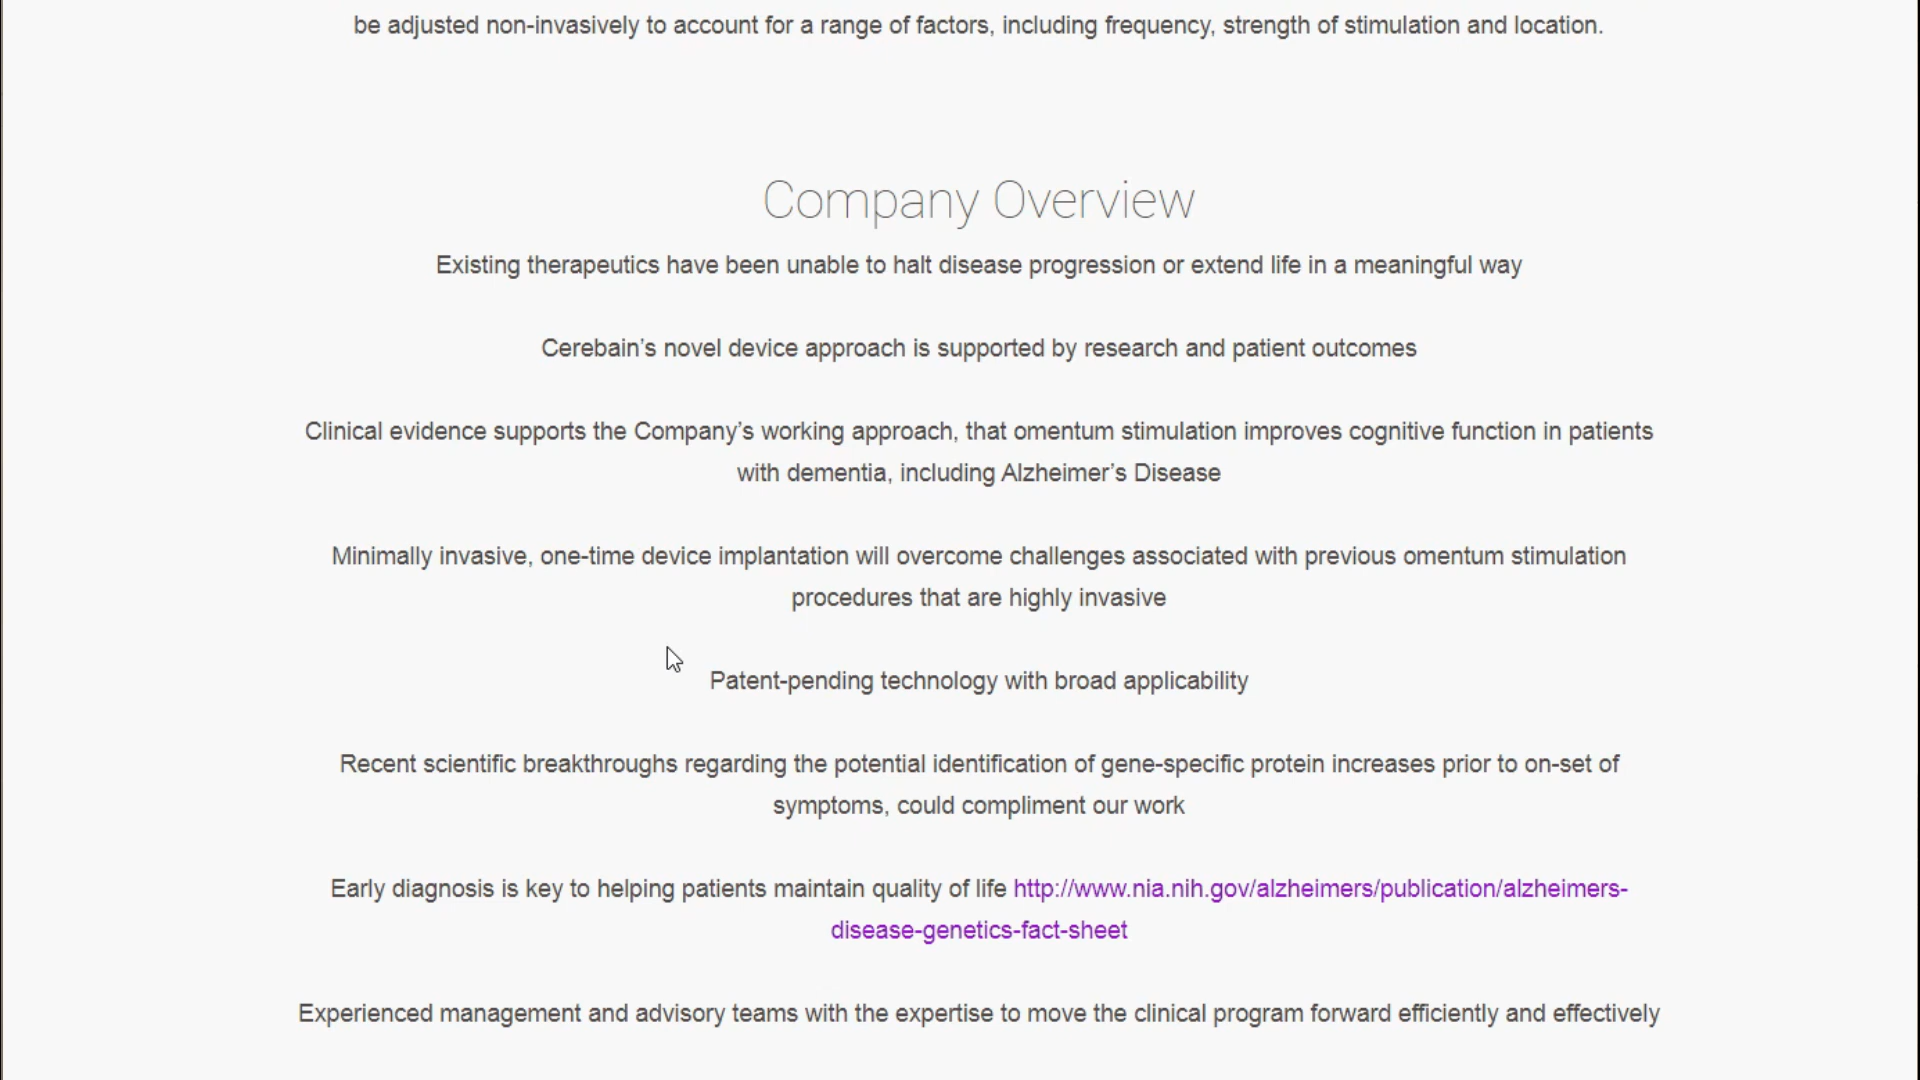 be adjusted non-invasively to account for a range of factors, including frequency, strength of stimulation and location.
Company Overview
Existing therapeutics have been unable to halt disease progression or extend life in a meaningful way
Cerebain’s novel device approach is supported by research and patient outcomes
Clinical evidence supports the Company’s working approach, that omentum stimulation improves cognitive function in patients
with dementia, including Alzheimer’s Disease
Minimally invasive, one-time device implantation will overcome challenges associated with previous omentum stimulation
procedures that are highly invasive
Patent-pending technology with broad applicability
Recent scientific breakthroughs regarding the potential identification of gene-specific protein increases prior to on-set of
symptoms, could compliment our work
Early diagnosis is key to helping patients maintain quality of life http://www.nia.nih.gov/alzheimers/publication/alzheimers-
disease-genetics-fact-sheet
Experienced management and advisory teams with the expertise to move the clinical program forward efficiently and effectively